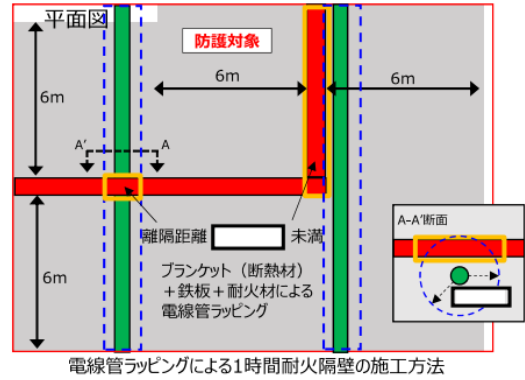 平面図
防護対象
6m
6m
6m
A'
A
離隔距離
未満
6m
ブランケット（断熱材）
＋鉄板＋耐火材による
電線管ラッピング
A-A'断面
電線管ラッピングによる1時間耐火隔壁の施工方法